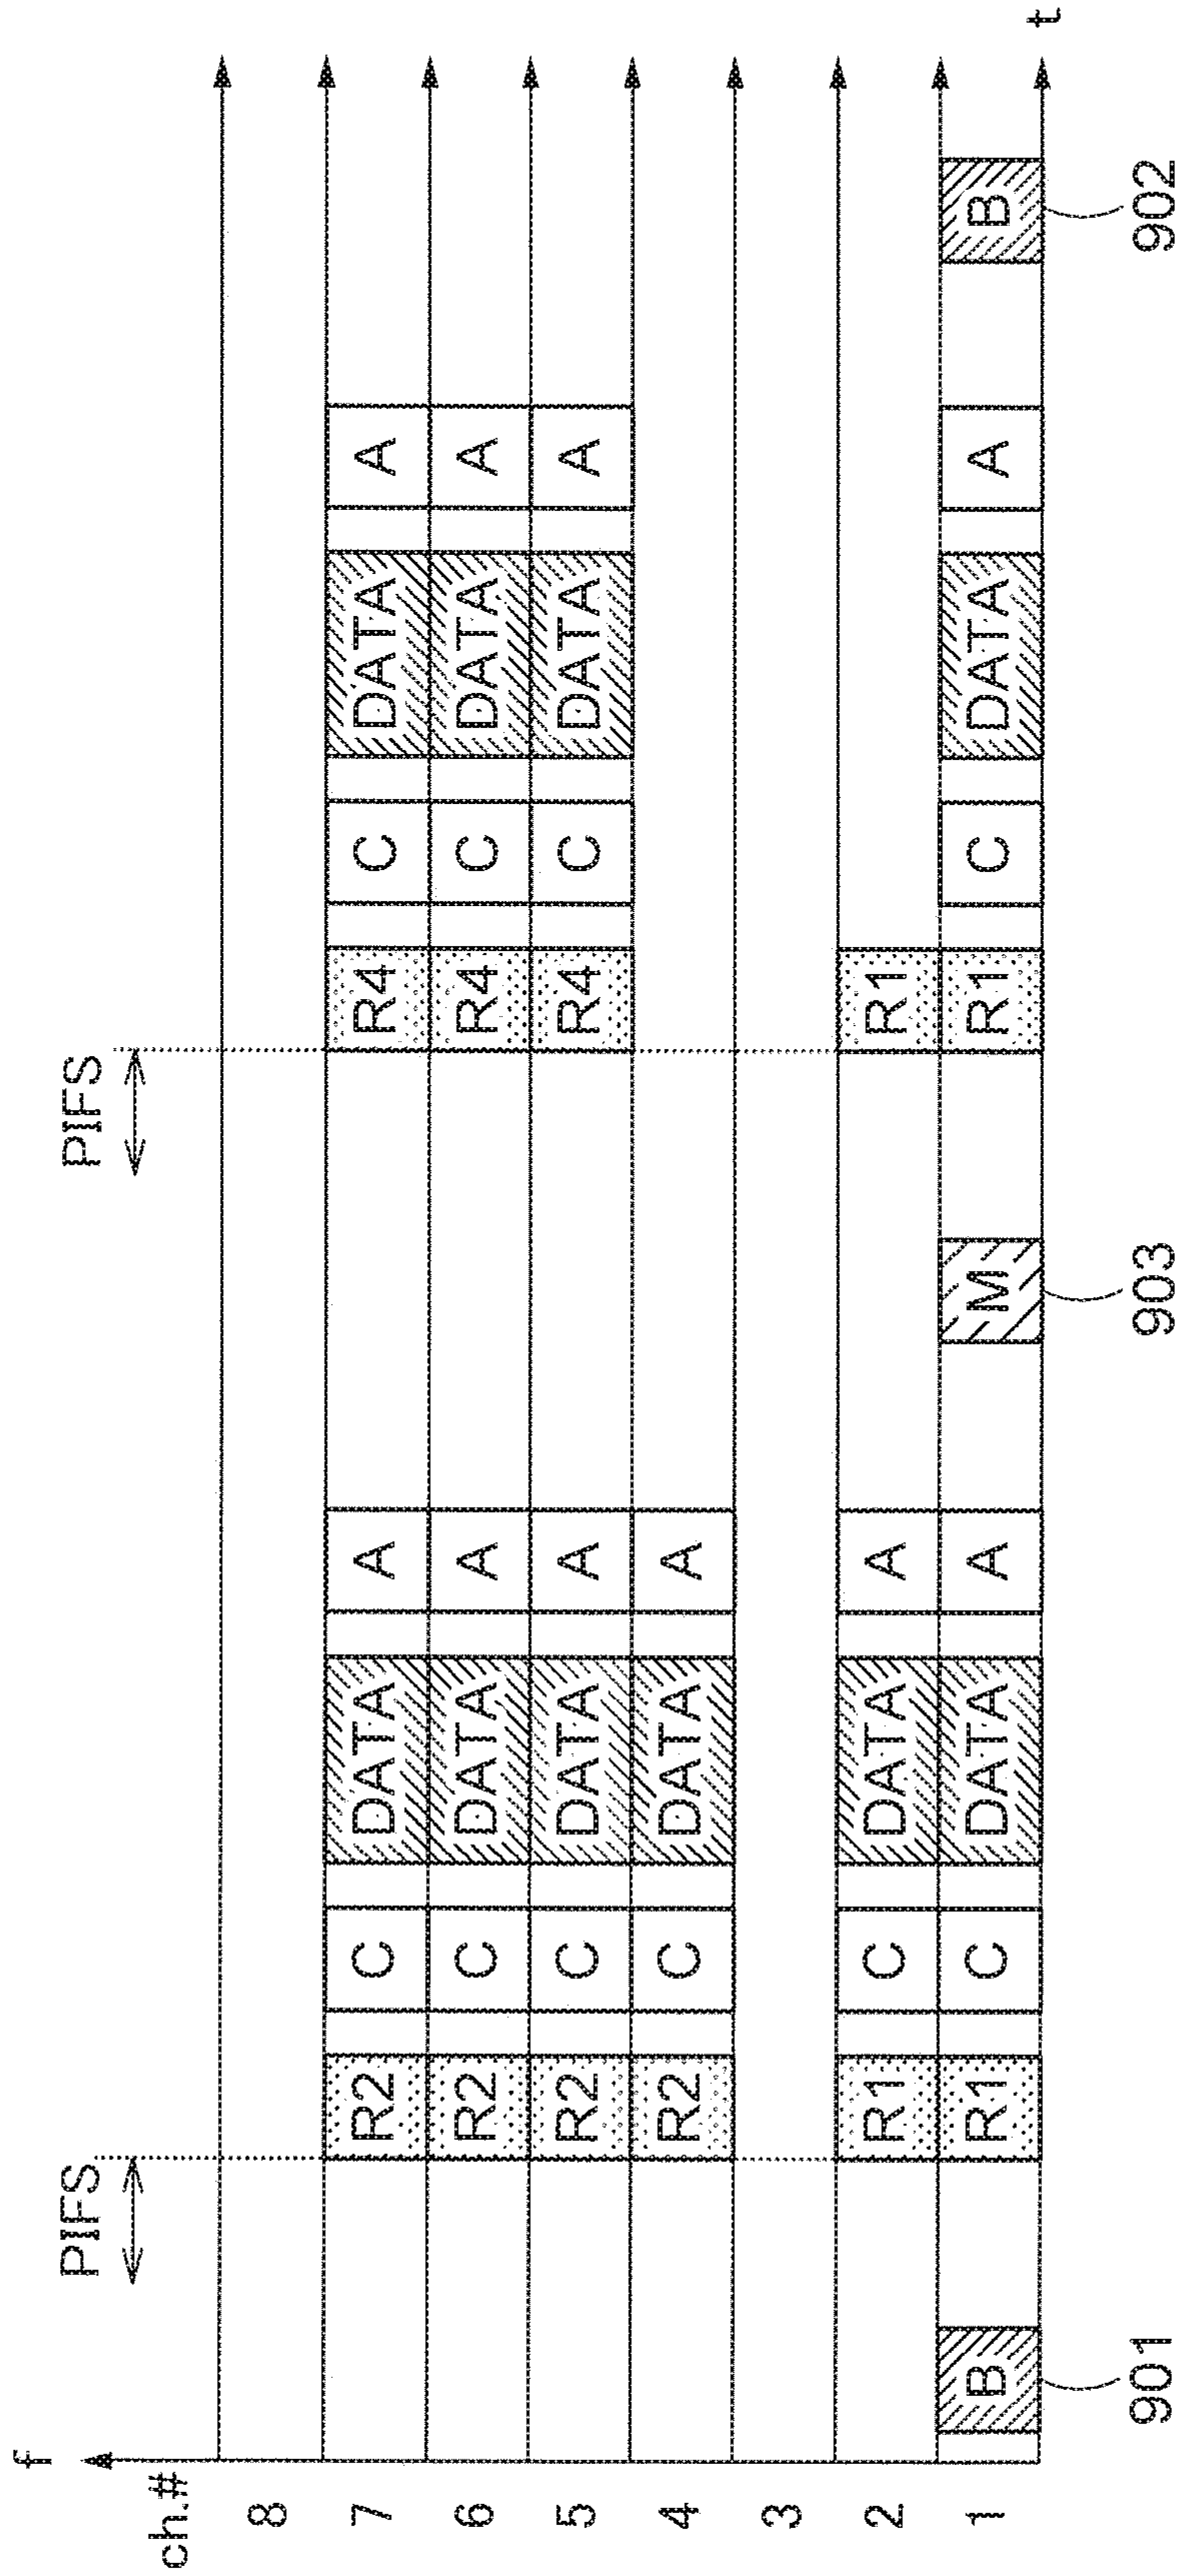 f
PIFS PIFS
ch.#
8
7 R2 C DATA A R4 C DATA A
6 R2 C DATA A R4 C DATA A
5 R2 C DATA A R4 C DATA A
4 R2 C DATA A
3
2 R1 C DATA A R1
1 B R1 C DATA A M R1 C DATA A B
t
901 903 902